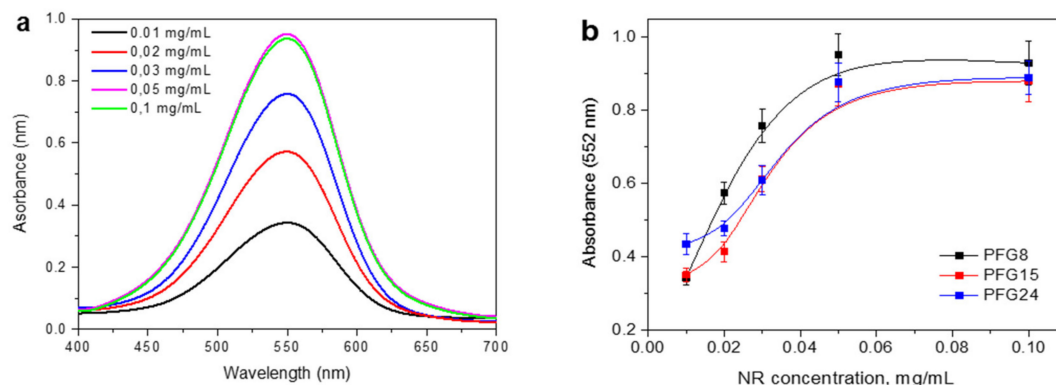 a
1.0
0.8
0.6
0.4
0.2
0.0
Asorbance (nm)
0.01 mg/mL
0,02 mg/mL
0,03 mg/mL
0,05 mg/mL
0,1 mg/mL
400 450 500 550 600 650 700
Wavelength (nm)
b
1.0
0.8
0.6
0.4
0.2
Absorbance (552 nm)
PFG8
PFG15
PFG24
0.00 0.02 0.04 0.06 0.08 0.10
NR concentration, mg/mL